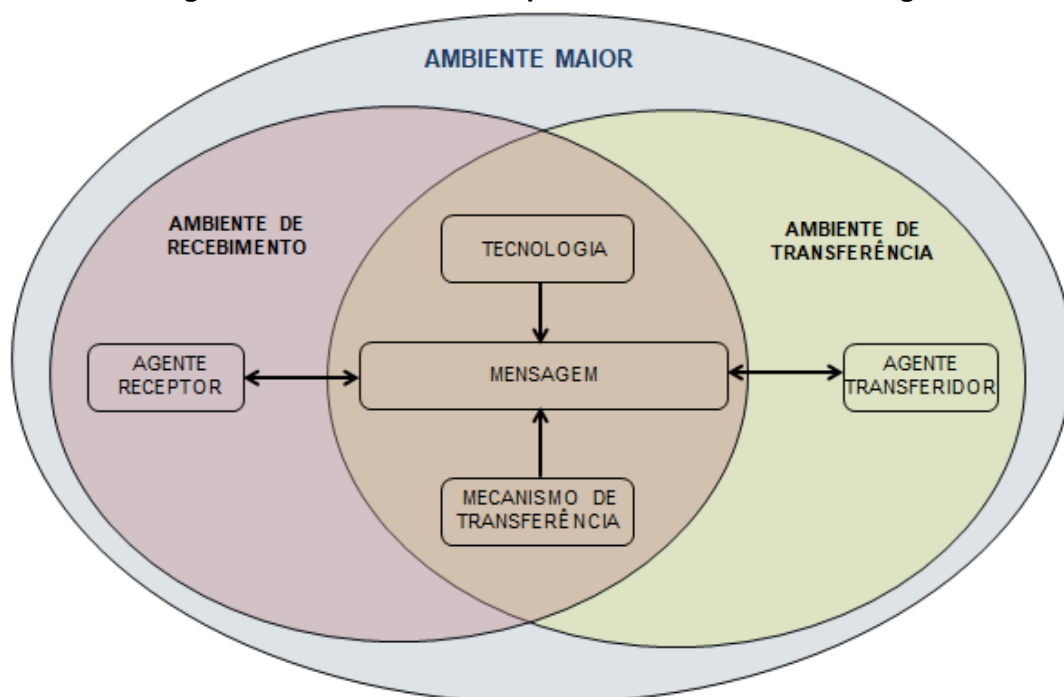 AMBIENTE MAIOR
AMBIENTE DE
RECEBIMENTO
TECNOLOGIA
AMBIENTE DE
TRANSFERÊNCIA
AGENTE
RECEPTOR
MENSAGEM
AGENTE
TRANSFERIDOR
MECANISMO DE
TRANSFERÊNCIA